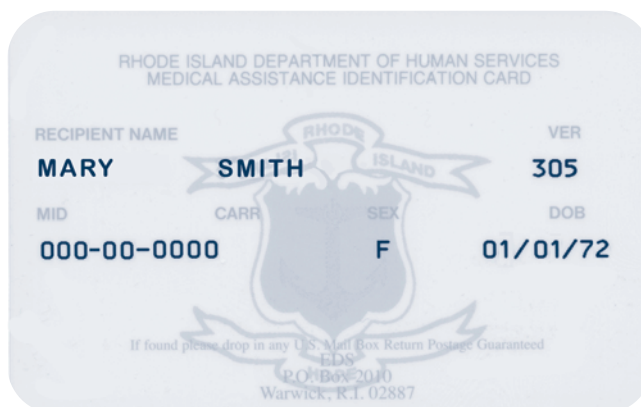 RHODE ISLAND DEPARTMENT OF HUMAN SERVICES
MEDICAL ASSISTANCE IDENTIFICATION CARD
RHODE
ISLAND
RECIPIENT NAME VER
MARY SMITH 305
MID CARR SEX DOB
000-00-0000 F 01/01/72
If found please drop in any U.S. Mail Box Return Postage Guaranteed
EDS
P.O. Box 2010
Warwick, R.I. 02887